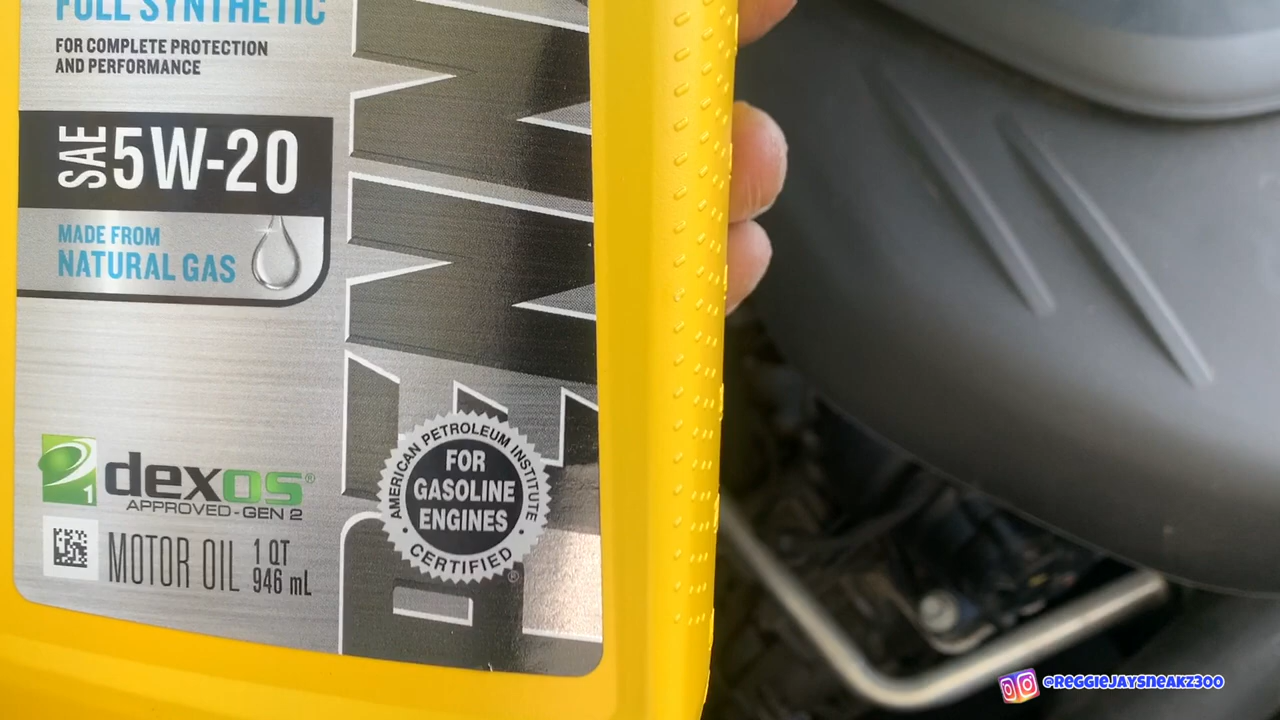 FULL SYNTHETIC
FOR COMPLETE PROTECTION
AND PERFORMANCE
SAE 5W-20
MADE FROM
NATURAL GAS
1
dexos®
APPROVED-GEN 2
MOTOR OIL 1 QT
946 mL
AMERICAN PETROLEUM INSTITUTE
FOR
GASOLINE
ENGINES
• CERTIFIED •
®
@REGGIEJAYSNEAKZ300